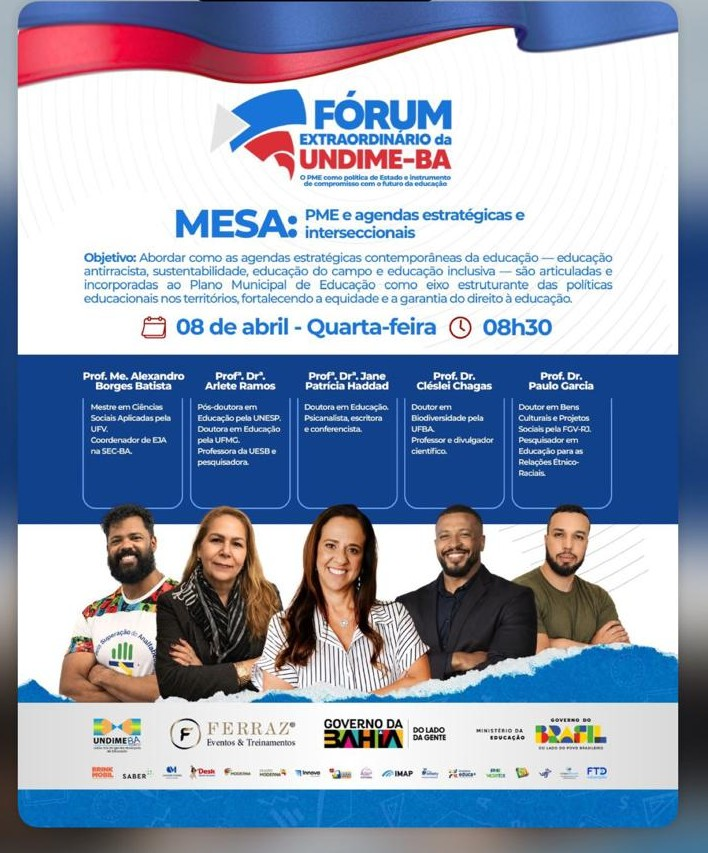 FÓRUM
EXTRAORDINÁRIO da
UNDIME-BA
O PME como política de Estado e instrumento
de compromisso com o futuro da educação
MESA: PME e agendas estratégicas e
interseccionais
Objetivo: Abordar como as agendas estratégicas contemporâneas da educação — educação
antirracista, sustentabilidade, educação do campo e educação inclusiva — são articuladas e
incorporadas ao Plano Municipal de Educação como eixo estruturante das políticas
educacionais nos territórios, fortalecendo a equidade e a garantia do direito à educação.
08 de abril - Quarta-feira 08h30
Prof. Me. Alexandro
Borges Batista
Mestre em Ciências
Sociais Aplicadas pela
UFV.
Coordenador de EJA
na SEC-BA.
Profª. Drª.
Arlete Ramos
Pós-doutora em
Educação pela UNESP.
Doutora em Educação
pela UFMG.
Professora da UESB e
pesquisadora.
Profª. Drª. Jane
Patrícia Haddad
Doutora em Educação.
Psicanalista, escritora
e conferencista.
Prof. Dr.
Cléslei Chagas
Doutor em
Biodiversidade pela
UFBA.
Professor e divulgador
científico.
Prof. Dr.
Paulo Garcia
Doutor em Bens
Culturais e Projetos
Sociais pela FGV-RJ.
Pesquisador em
Educação para as
Relações Étnico-
Raciais.
Superação do
UNDIME BA
F FERRAZ
Eventos & Treinamentos
GOVERNO DA
BAHIA
DO LADO
DA GENTE
MINISTÉRIO DA
EDUCAÇÃO
GOVERNO DO
BRASIL
DO LADO DO POVO BRASILEIRO
BRINK
MOBIL
SABER
Desk
MODERNA
MODERNA
Innova
IMAP
educa+
FTD